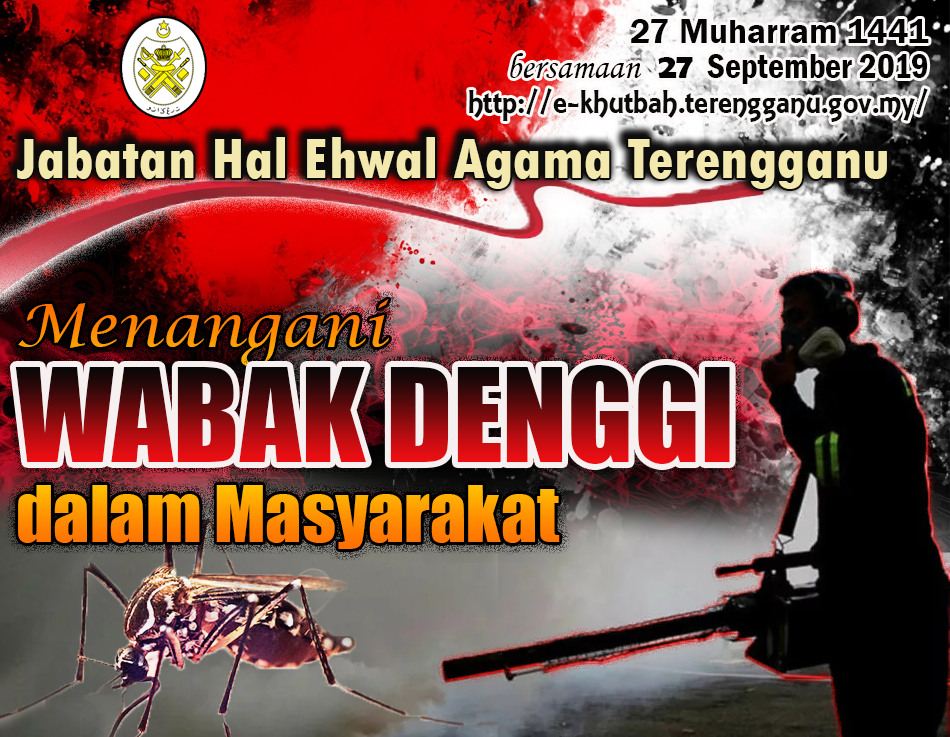 27 Muharram 1441
bersamaan 27 September 2019
http://e-khutbah.terengganu.gov.my/
Jabatan Hal Ehwal Agama Terengganu
Menangani
WABAK DENGGI
dalam Masyarakat